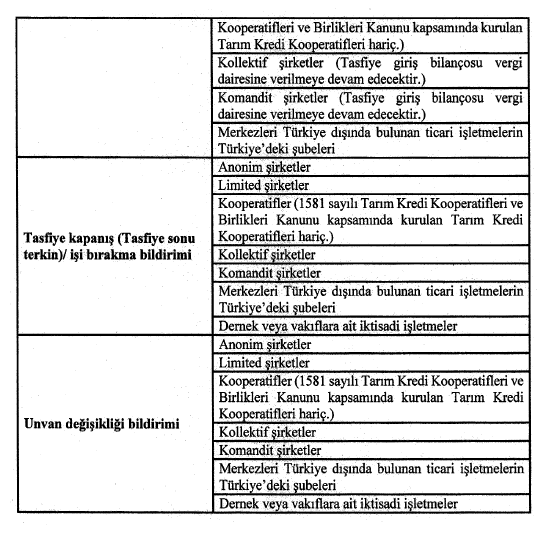 Kooperatifleri ve Birlikleri Kanunu kapsamında kurulan
Tarım Kredi Kooperatifleri hariç.)
Kollektif şirketler (Tasfiye giriş bilançosu vergi
dairesine verilmeye devam edecektir.)
Komandit şirketler (Tasfiye giriş bilançosu vergi
dairesine verilmeye devam edecektir.)
Merkezleri Türkiye dışında bulunan ticari işletmelerin
Türkiye'deki şubeleri
Tasfiye kapanış (Tasfiye sonu
terkin)/ işi bırakma bildirimi
Anonim şirketler
Limited şirketler
Kooperatifler (1581 sayılı Tarım Kredi Kooperatifleri ve
Birlikleri Kanunu kapsamında kurulan Tarım Kredi
Kooperatifleri hariç.)
Kollektif şirketler
Komandit şirketler
Merkezleri Türkiye dışında bulunan ticari işletmelerin
Türkiye'deki şubeleri
Dernek veya vakıflara ait iktisadi işletmeler
Unvan değişikliği bildirimi
Anonim şirketler
Limited şirketler
Kooperatifler (1581 sayılı Tarım Kredi Kooperatifleri ve
Birlikleri Kanunu kapsamında kurulan Tarım Kredi
Kooperatifleri hariç.)
Kollektif şirketler
Komandit şirketler
Merkezleri Türkiye dışında bulunan ticari işletmelerin
Türkiye'deki şubeleri
Dernek veya vakıflara ait iktisadi işletmeler